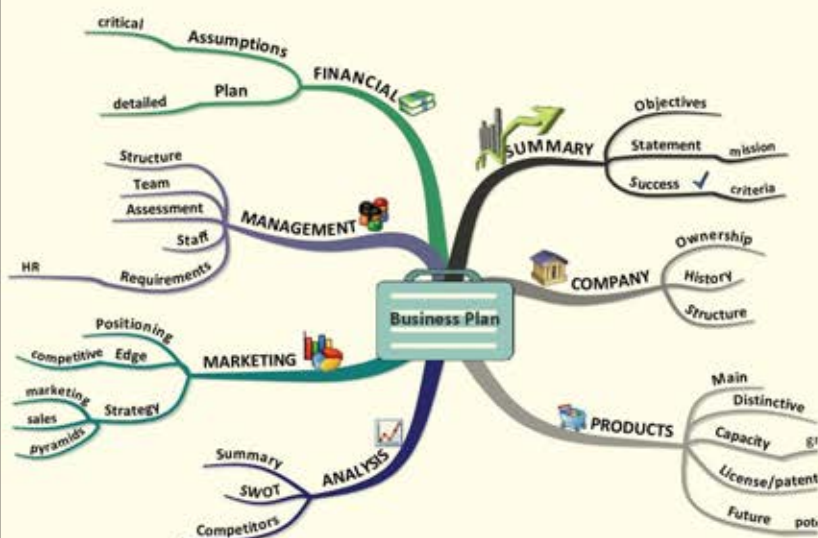 Business Plan
FINANCIAL
Assumptions
critical
Plan
detailed
SUMMARY
Objectives
Statement
mission
Success
criteria
MANAGEMENT
Structure
Team
Assessment
Staff
Requirements
HR
COMPANY
Ownership
History
Structure
MARKETING
Positioning
Edge
competitive
Strategy
marketing
sales
pyramids
PRODUCTS
Main
Distinctive
Capacity
License/patent
Future
ANALYSIS
Summary
SWOT
Competitors